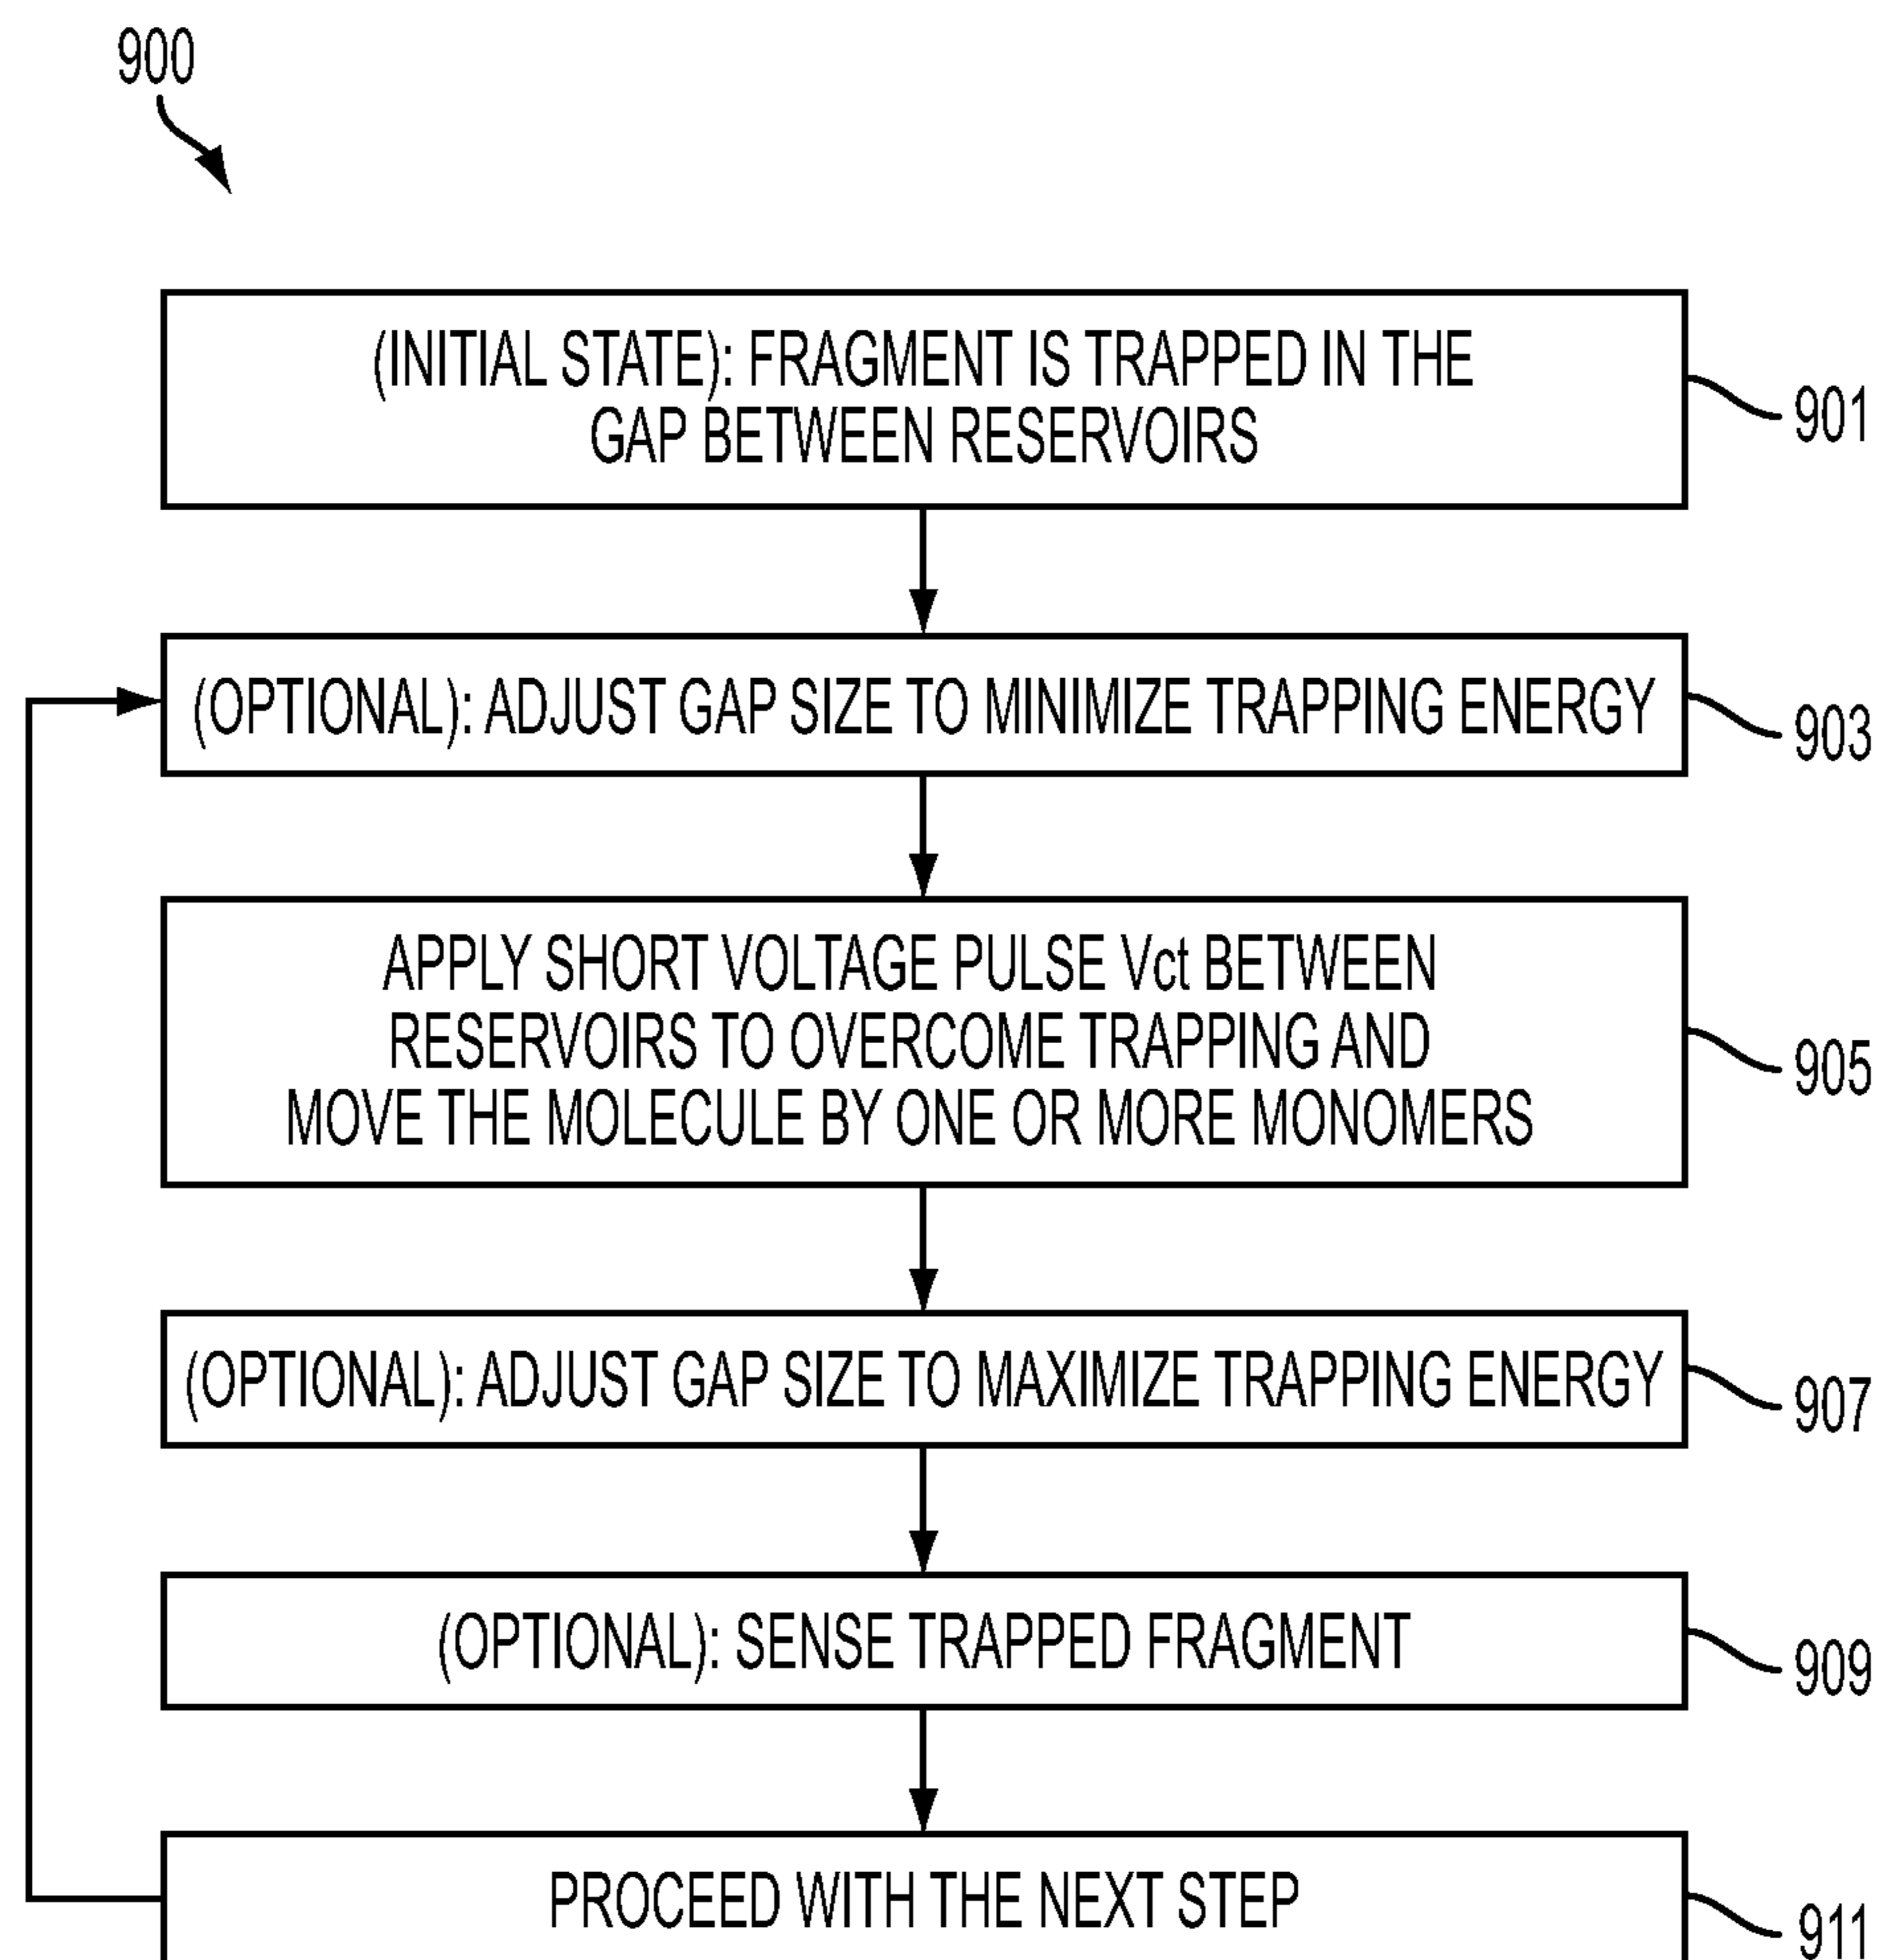 900
(INITIAL STATE): FRAGMENT IS TRAPPED IN THE
GAP BETWEEN RESERVOIRS
901
(OPTIONAL): ADJUST GAP SIZE TO MINIMIZE TRAPPING ENERGY
903
APPLY SHORT VOLTAGE PULSE Vct BETWEEN
RESERVOIRS TO OVERCOME TRAPPING AND
MOVE THE MOLECULE BY ONE OR MORE MONOMERS
905
(OPTIONAL): ADJUST GAP SIZE TO MAXIMIZE TRAPPING ENERGY
907
(OPTIONAL): SENSE TRAPPED FRAGMENT
909
PROCEED WITH THE NEXT STEP
911